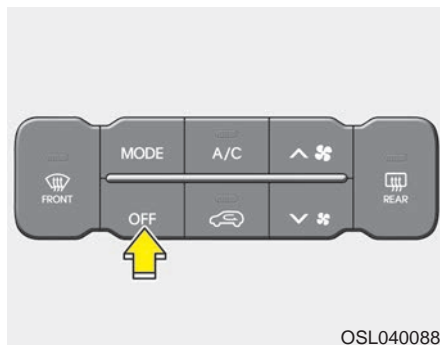 MODE
A/C
FRONT
REAR
OFF
OSL040088